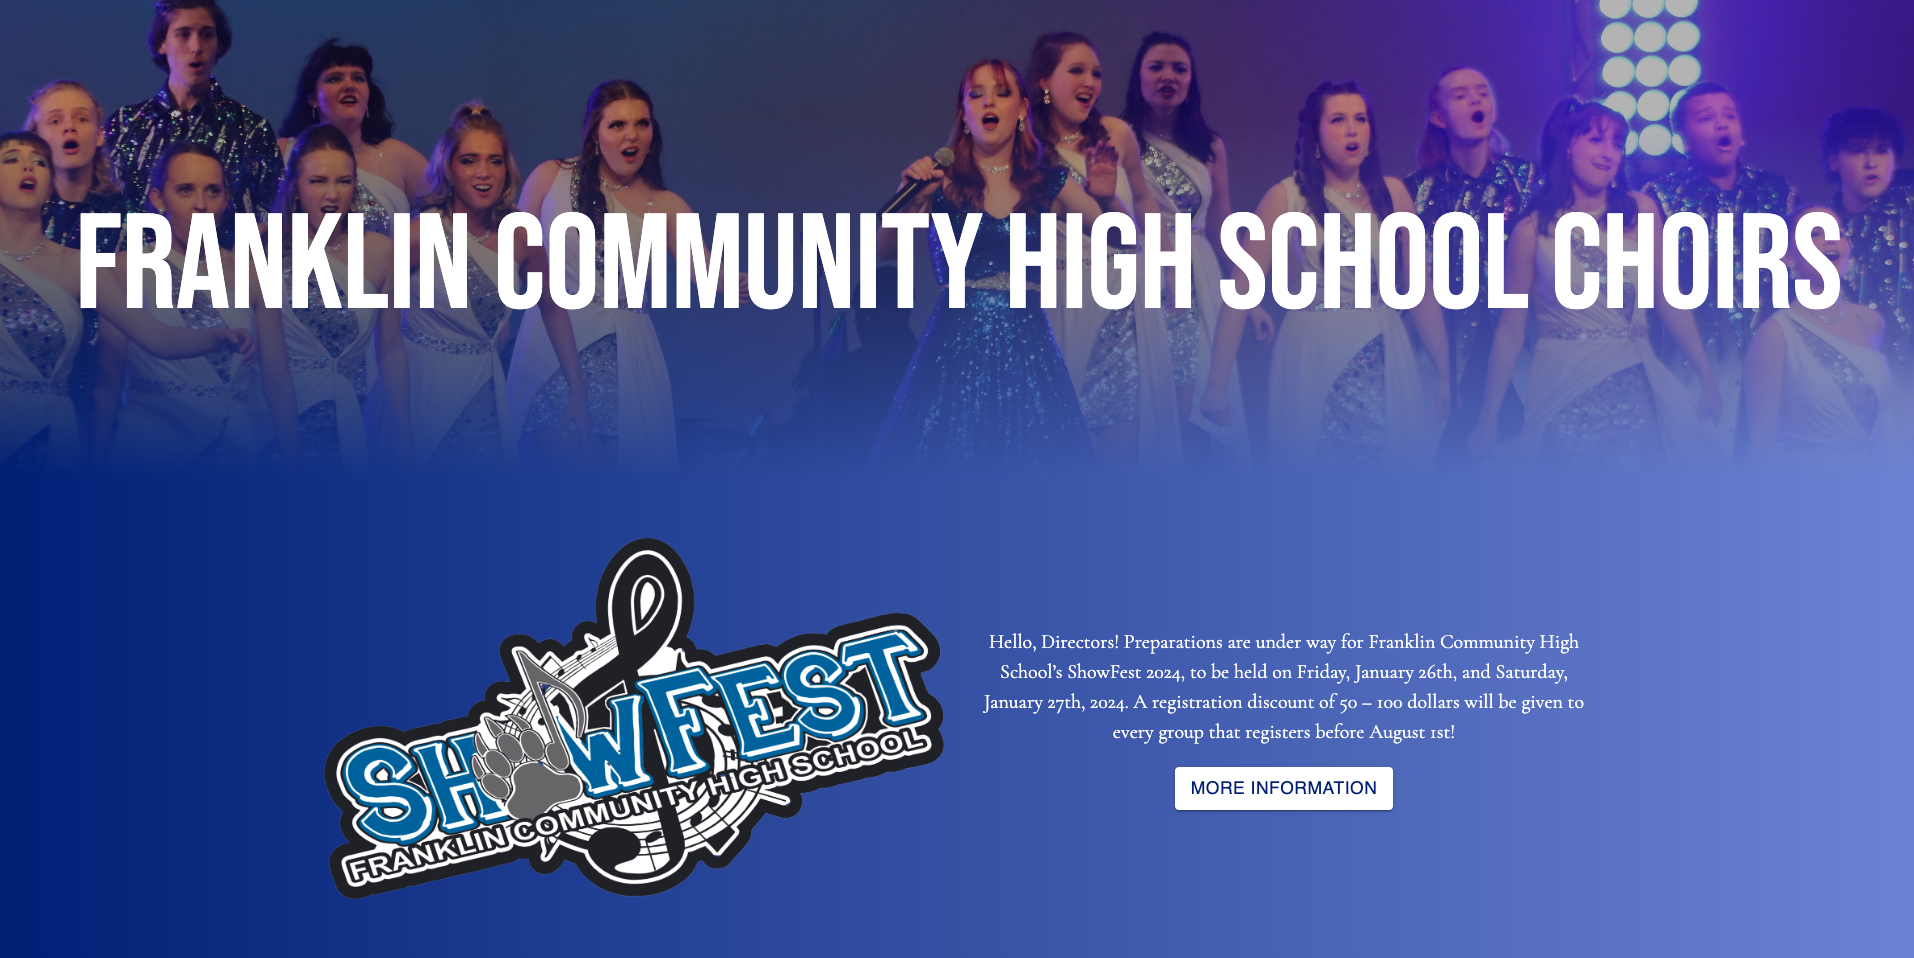 FRANKLIN COMMUNITY HIGH SCHOOL CHOIRS
SHOWFEST
FRANKLIN COMMUNITY HIGH SCHOOL
Hello, Directors! Preparations are under way for Franklin Community High
School’s ShowFest 2024, to be held on Friday, January 26th, and Saturday,
January 27th, 2024. A registration discount of 50 – 100 dollars will be given to
every group that registers before August 1st!
MORE INFORMATION